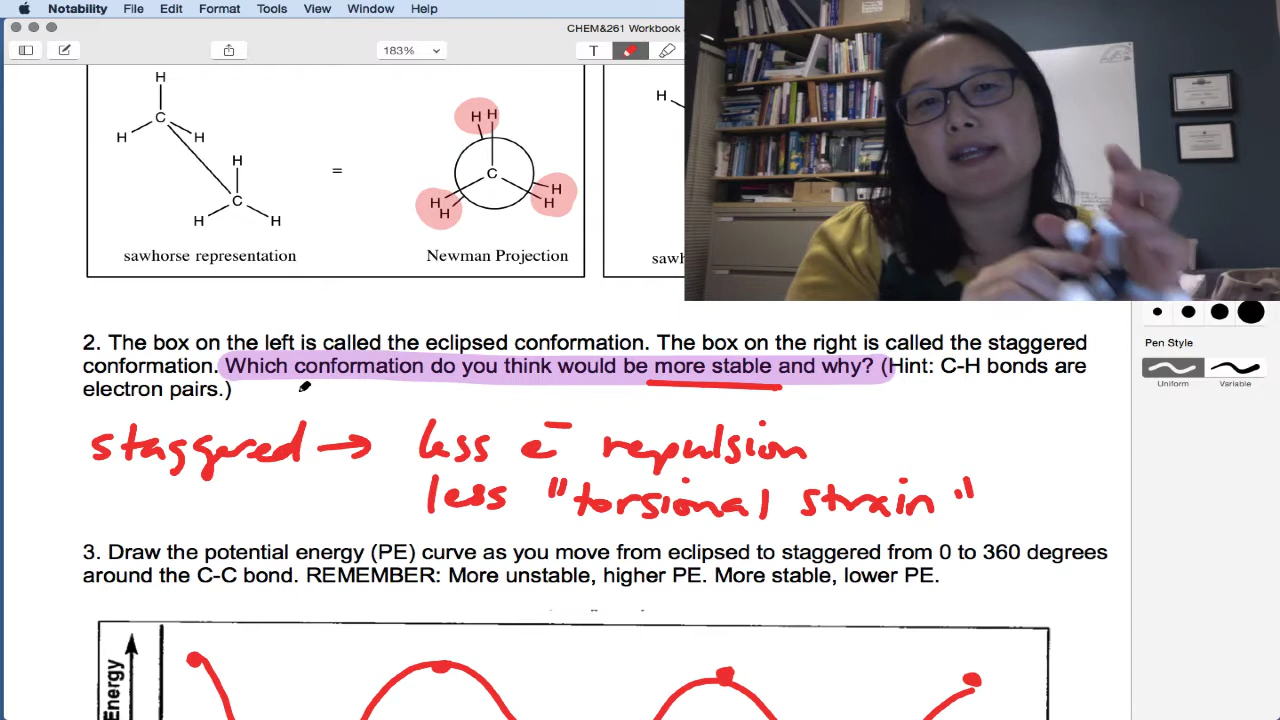 Notability File Edit Format Tools View Window Help
CHEM&261 Workbook
183%
T
H
C
H H
H
C
H H
=
H H
C
H H
H H
H
sawhorse representation
Newman Projection
sawh
2. The box on the left is called the eclipsed conformation. The box on the right is called the staggered
conformation. Which conformation do you think would be more stable and why? (Hint: C-H bonds are
electron pairs.)
staggered → less e⁻ repulsion
less "torsional strain"
3. Draw the potential energy (PE) curve as you move from eclipsed to staggered from 0 to 360 degrees
around the C-C bond. REMEMBER: More unstable, higher PE. More stable, lower PE.
Energy
Pen Style
Uniform Variable